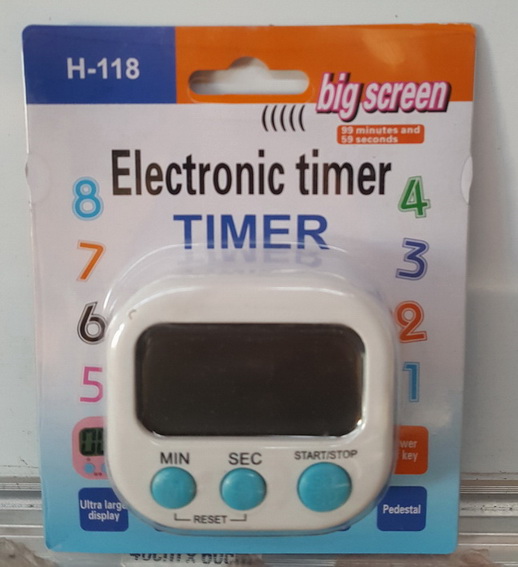 H-118
big screen
99 minutes and
59 seconds
Electronic timer
TIMER
8
4
7
3
6
2
5
1
MIN
SEC
START/STOP
RESET
key
Ultra large
display
Pedestal